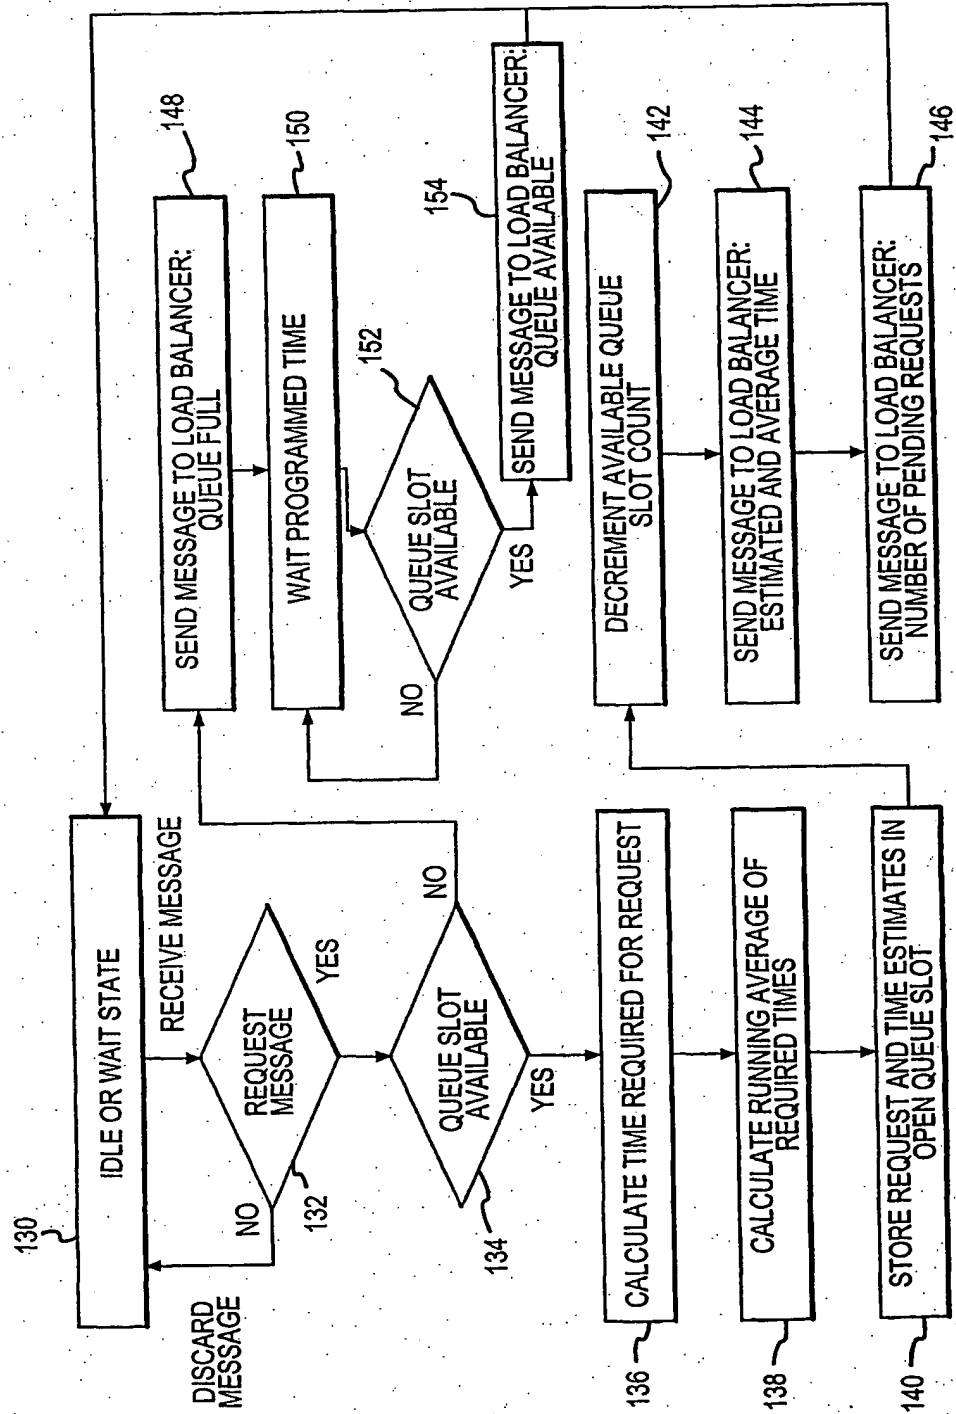 130
IDLE OR WAIT STATE
RECEIVE MESSAGE
DISCARD
MESSAGE
NO
REQUEST
MESSAGE
132
YES
QUEUE SLOT
AVAILABLE
134
NO
YES
CALCULATE TIME REQUIRED FOR REQUEST
136
CALCULATE RUNNING AVERAGE OF
REQUIRED TIMES
138
STORE REQUEST AND TIME ESTIMATES IN
OPEN QUEUE SLOT
140
SEND MESSAGE TO LOAD BALANCER:
QUEUE FULL
148
WAIT PROGRAMMED TIME
150
QUEUE SLOT
AVAILABLE
152
NO
YES
SEND MESSAGE TO LOAD BALANCER:
QUEUE AVAILABLE
154
DECREMENT AVAILABLE QUEUE
SLOT COUNT
142
SEND MESSAGE TO LOAD BALANCER:
ESTIMATED AND AVERAGE TIME
144
SEND MESSAGE TO LOAD BALANCER:
NUMBER OF PENDING REQUESTS
146